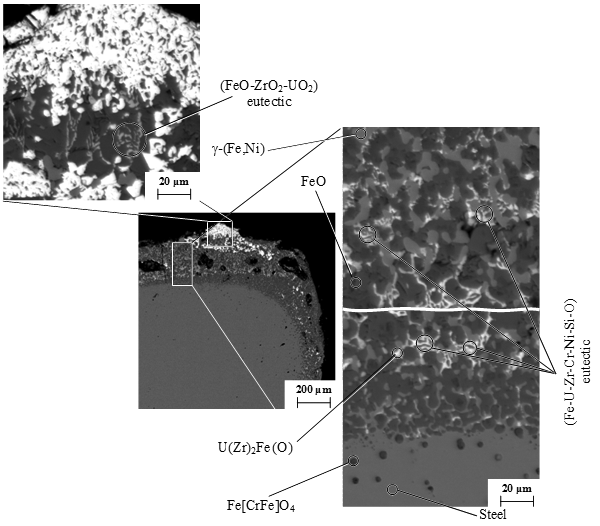 (FeO-ZrO₂-UO₂)
eutectic
γ-(Fe,Ni)
FeO
20 μm
200 μm
(Fe-U-Zr-Cr-Ni-Si-O)
eutectic
U(Zr)₂Fe(O)
Fe[CrFe]O₄
20 μm
Steel